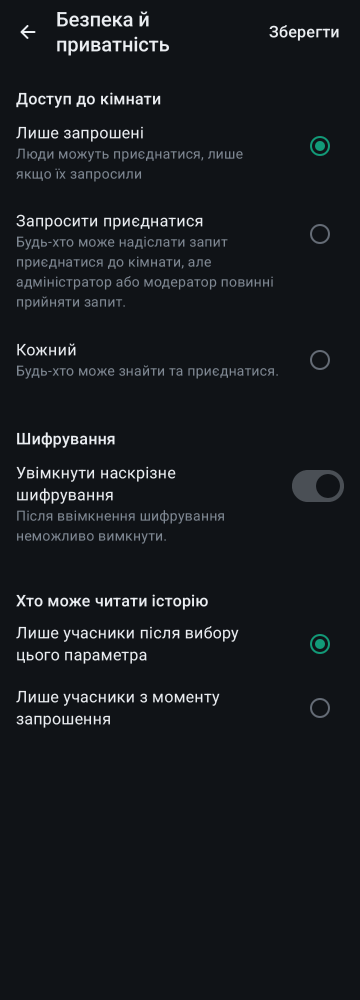 Безпека й
приватність
Зберегти
Доступ до кімнати
Лише запрошені
Люди можуть приєднатися, лише
якщо їх запросили
Запросити приєднатися
Будь-хто може надіслати запит
приєднатися до кімнати, але
адміністратор або модератор повинні
прийняти запит.
Кожний
Будь-хто може знайти та приєднатися.
Шифрування
Увімкнути наскрізне
шифрування
Після ввімкнення шифрування
неможливо вимкнути.
Хто може читати історію
Лише учасники після вибору
цього параметра
Лише учасники з моменту
запрошення